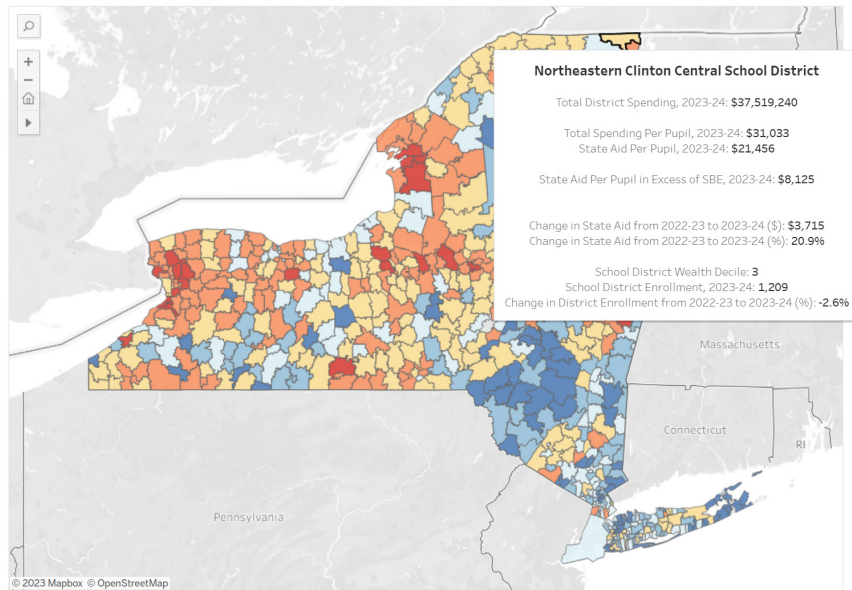 Northeastern Clinton Central School District
Total District Spending, 2023-24: $37,519,240
Total Spending Per Pupil, 2023-24: $31,033
State Aid Per Pupil, 2023-24: $21,456
State Aid Per Pupil in Excess of SBE, 2023-24: $8,125
Change in State Aid from 2022-23 to 2023-24 ($): $3,715
Change in State Aid from 2022-23 to 2023-24 (%): 20.9%
School District Wealth Decile: 3
School District Enrollment, 2023-24: 1,209
Change in District Enrollment from 2022-23 to 2023-24 (%): -2.6%
Massachusetts
Connecticut
RI
Pennsylvania
© 2023 Mapbox © OpenStreetMap